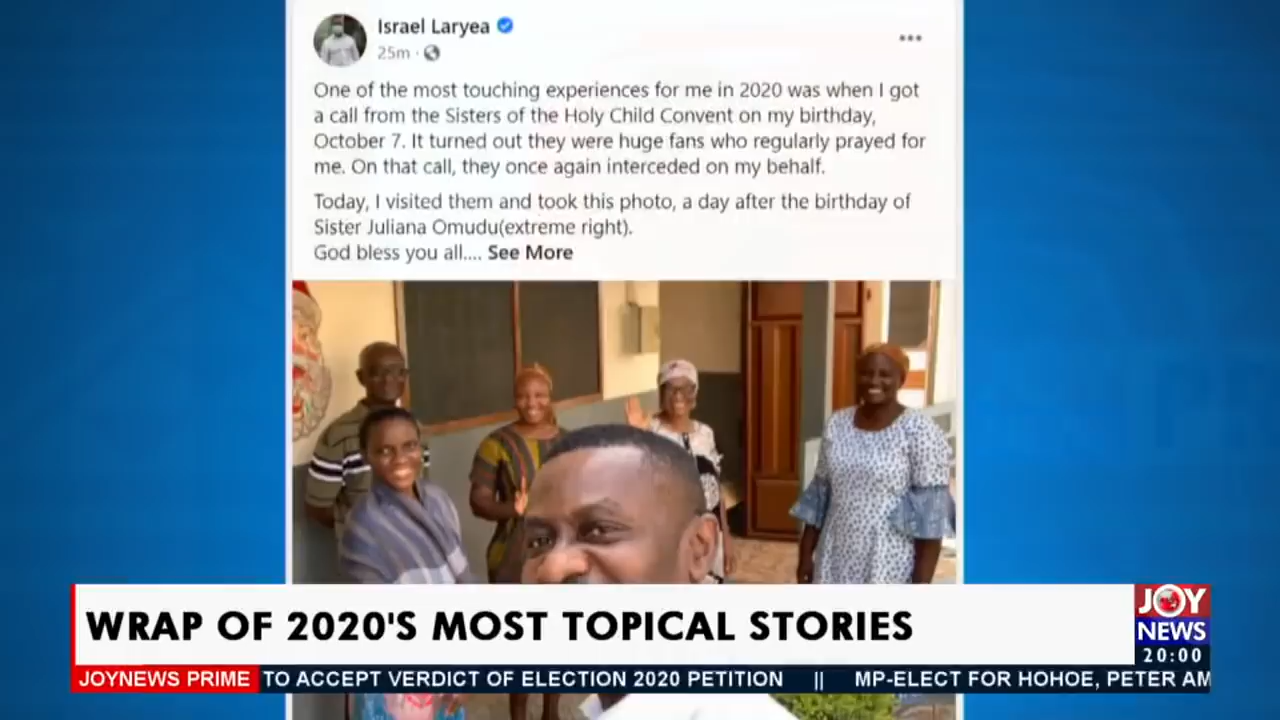 Israel Laryea
25m
One of the most touching experiences for me in 2020 was when I got
a call from the Sisters of the Holy Child Convent on my birthday,
October 7. It turned out they were huge fans who regularly prayed for
me. On that call, they once again interceded on my behalf.
Today, I visited them and took this photo, a day after the birthday of
Sister Juliana Omudu(extreme right).
God bless you all.... See More
WRAP OF 2020'S MOST TOPICAL STORIES
JOY
NEWS
20:00
JOYNEWS PRIME TO ACCEPT VERDICT OF ELECTION 2020 PETITION || MP-ELECT FOR HOHOE, PETER AM